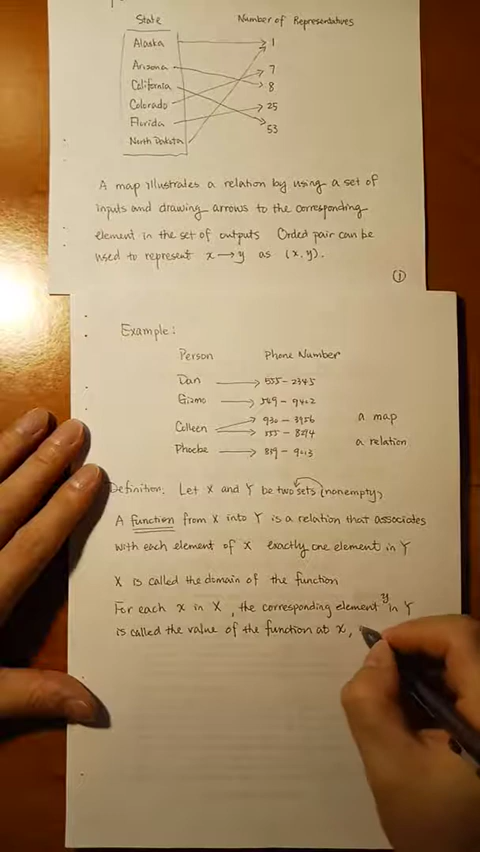 State Number of Representatives
Alaska 1
Arizona 7
California 8
Colorado 25
Florida 53
North Dakota
A map illustrates a relation by using a set of
inputs and drawing arrows to the corresponding
element in the set of outputs Orded pair can be
used to represent x → y as (x, y).
①
Example:
Person Phone Number
Dan → 555-2345
Gizmo → 549-9402
Colleen → 930-3956 a map
→ 555-8294
Phoebe → 839-9013 a relation
Definition: Let X and Y be two sets (nonempty)
A function from X into Y is a relation that associates
with each element of X exactly one element in Y
X is called the domain of the function
For each x in X, the corresponding element y in Y
is called the value of the function at x,